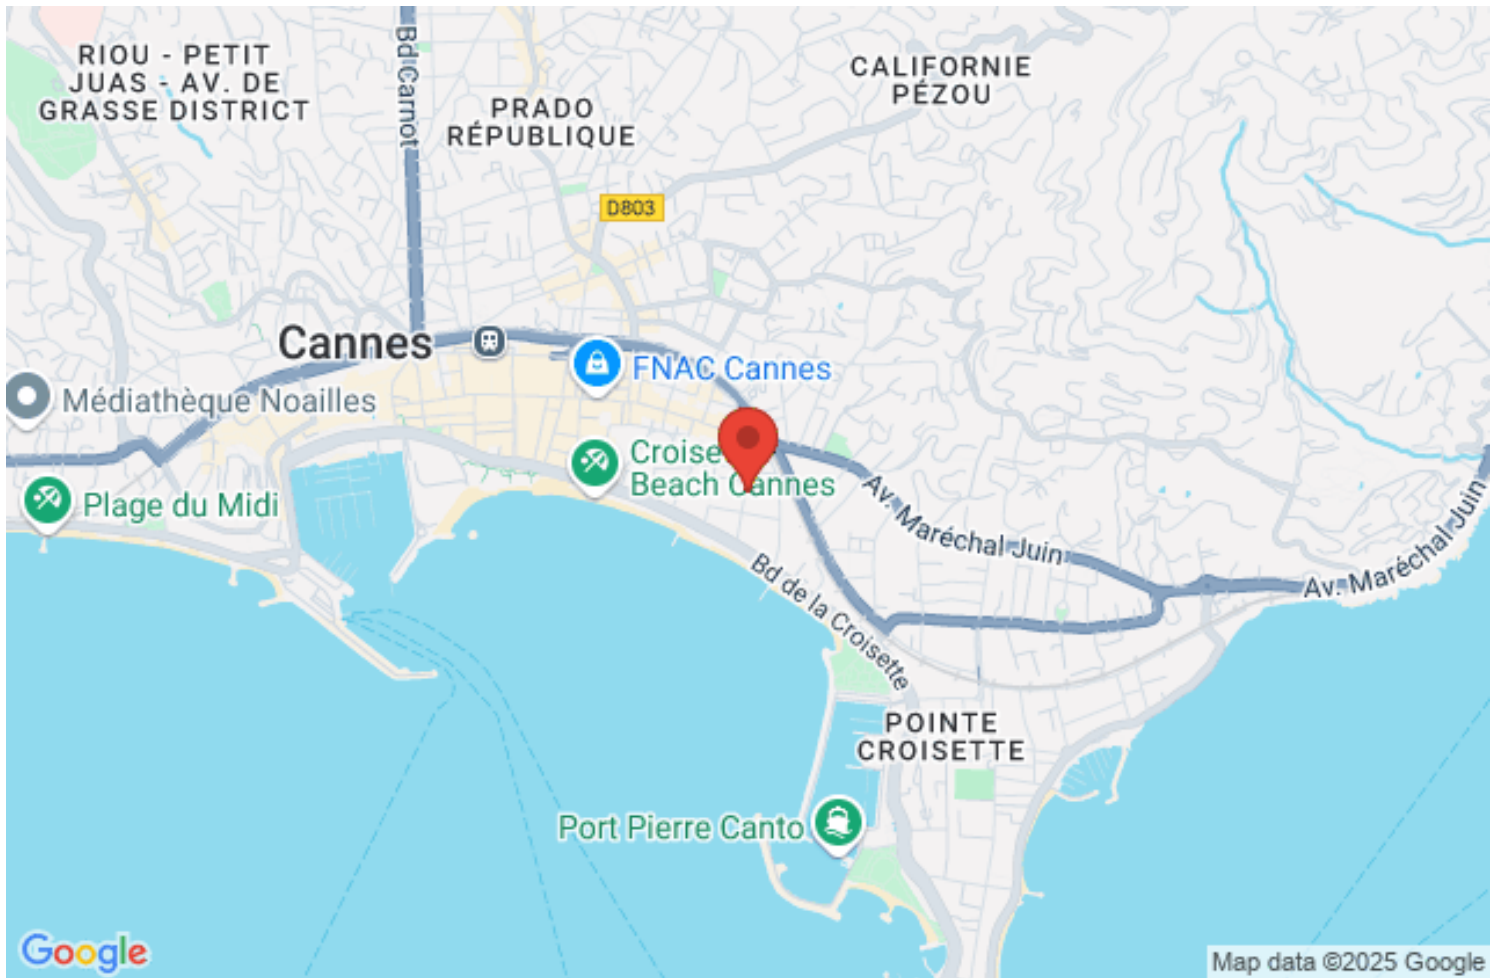 RIOU - PETIT
JUAS - AV. DE
GRASSE DISTRICT
Bd Carnot
PRADO
RÉPUBLIQUE
CALIFORNIE
PÉZOU
D803
Cannes
FNAC Cannes
Médiathèque Noailles
Plage du Midi
Beach Cannes
Av. Maréchal Juin
Av. Maréchal Juin
Bd de la Croisette
POINTE
CROISETTE
Port Pierre Canto
Google
Map data ©2025 Google